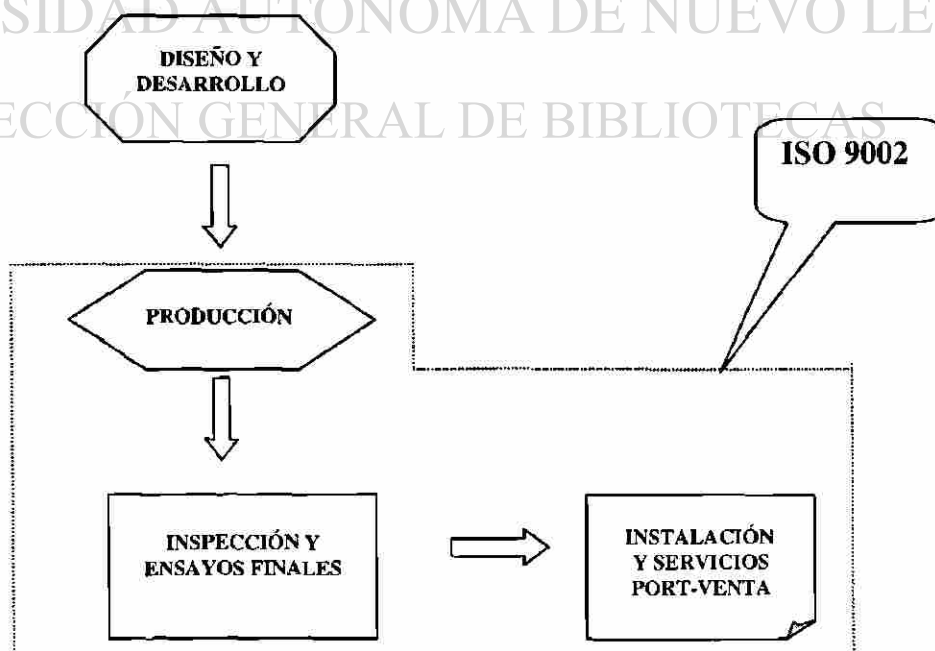 SIDAD AUTÓNOMA DE NUEVO LE
DISEÑO Y
DESARROLLO
ECCIÓN GENERAL DE BIBLIOTECAS
ISO 9002
PRODUCCIÓN
INSPECCIÓN Y
ENSAYOS FINALES
INSTALACIÓN
Y SERVICIOS
PORT-VENTA